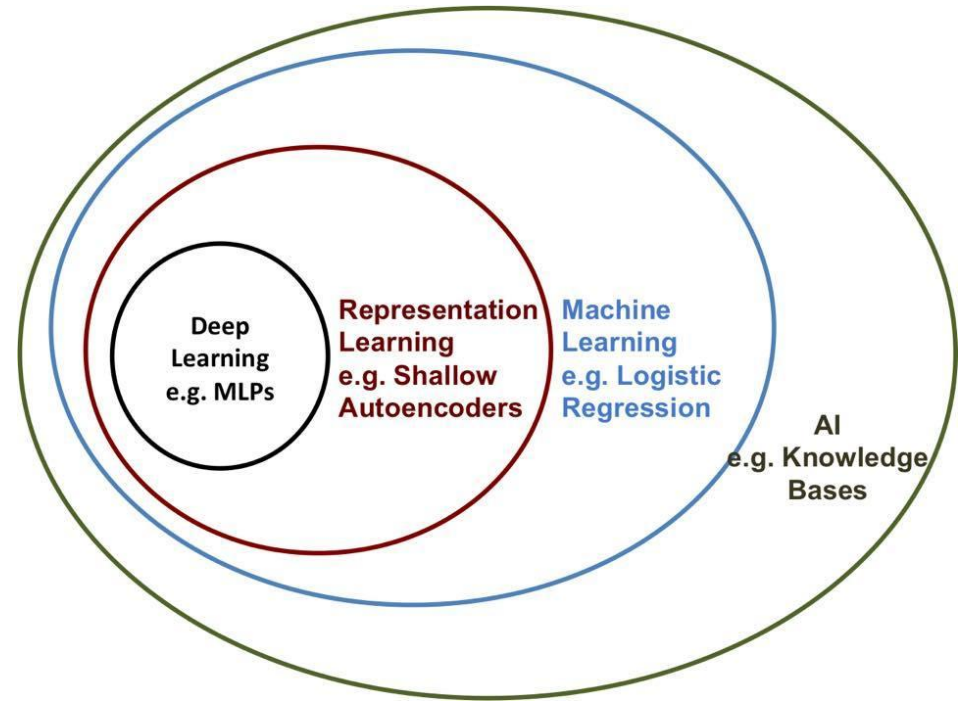 Deep
Learning
e.g. MLPs
Representation
Learning
e.g. Shallow
Autoencoders
Machine
Learning
e.g. Logistic
Regression
AI
e.g. Knowledge
Bases